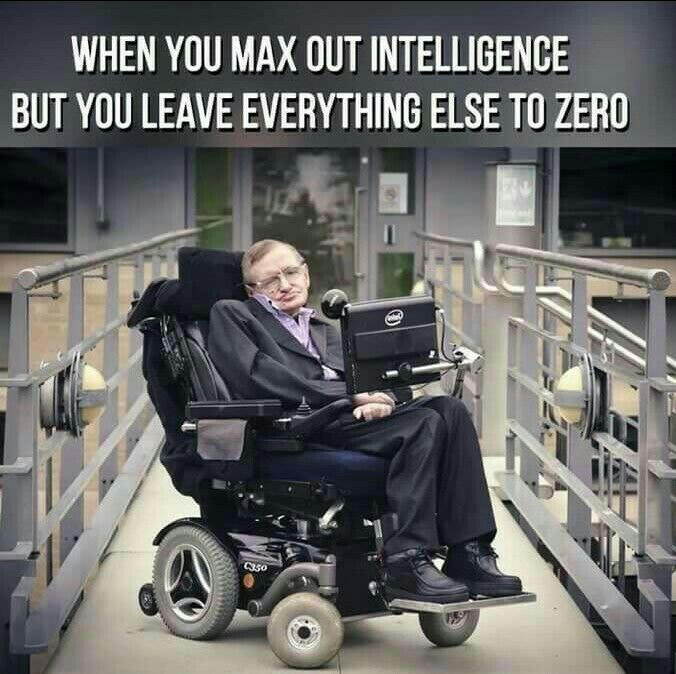 WHEN YOU MAX OUT INTELLIGENCE
BUT YOU LEAVE EVERYTHING ELSE TO ZERO
intel
C350